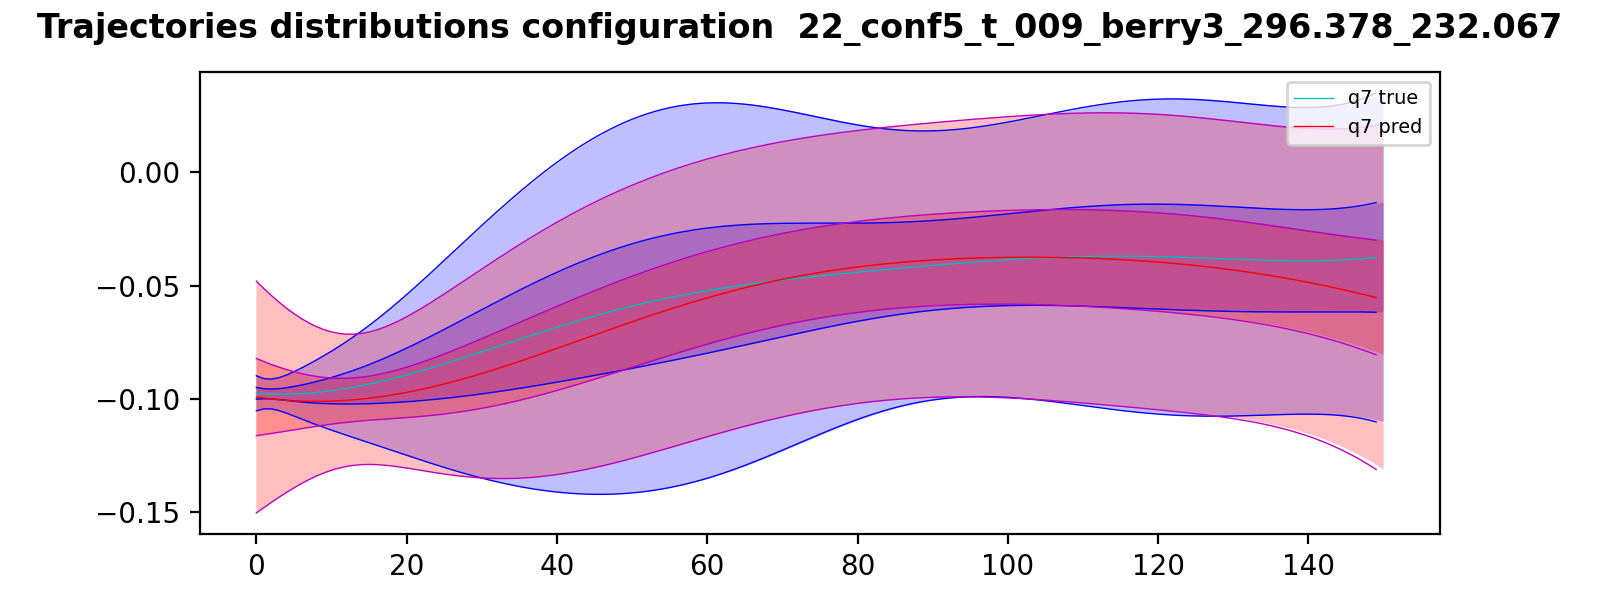 Trajectories distributions configuration  22_conf5_t_009_berry3_296.378_232.067
q7 true
q7 pred
0.00
−0.05
−0.10
−0.15
0 20 40 60 80 100 120 140